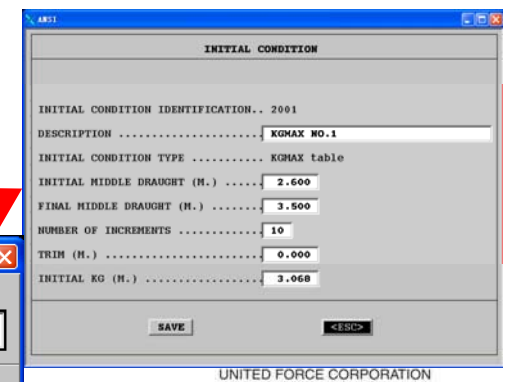 ANSI
INITIAL CONDITION
INITIAL CONDITION IDENTIFICATION.. 2001
DESCRIPTION ...................... KGMAX NO.1
INITIAL CONDITION TYPE ........... KGMAX table
INITIAL MIDDLE DRAUGHT (M.) ...... 2.600
FINAL MIDDLE DRAUGHT (M.) ........ 3.500
NUMBER OF INCREMENTS ............. 10
TRIM (M.) ........................ 0.000
INITIAL KG (M.) .................. 3.068
SAVE <ESC>
UNITED FORCE CORPORATION